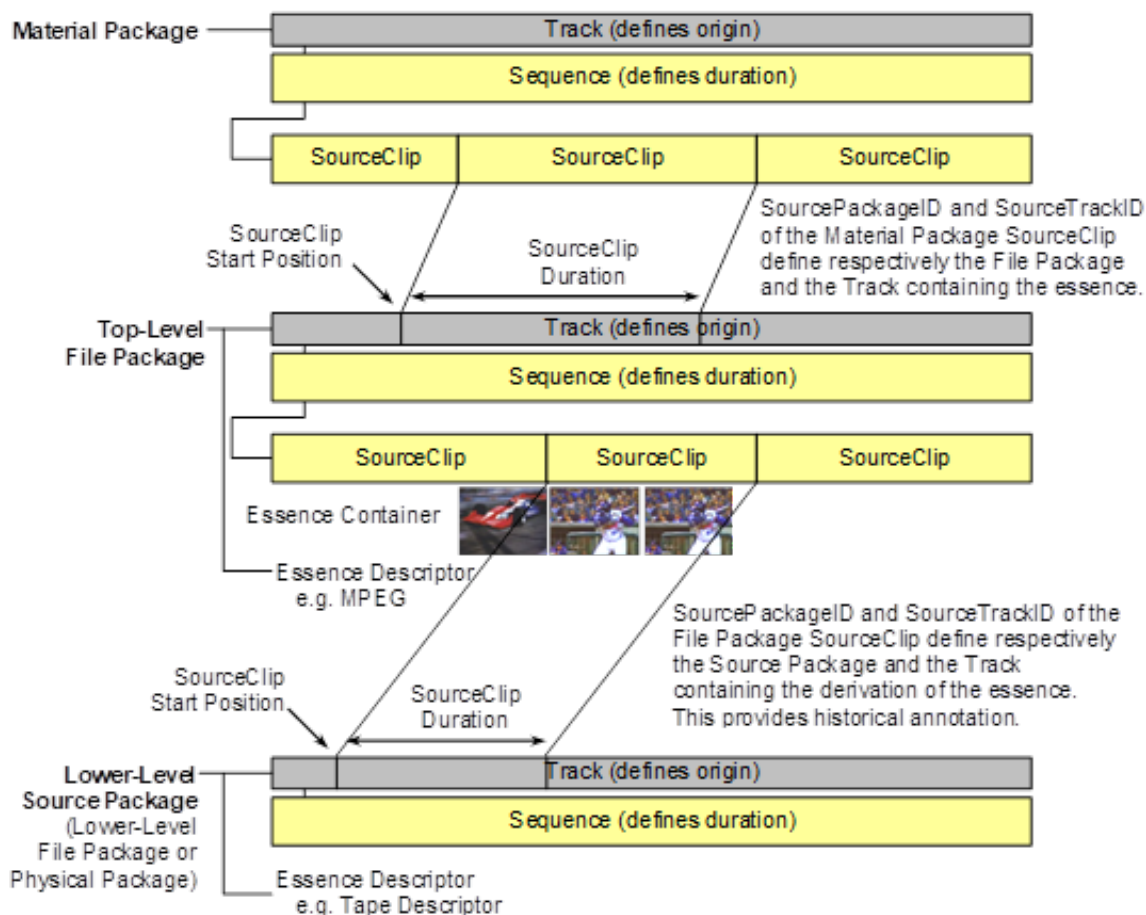 Material Package
Track (defines origin)
Sequence (defines duration)
SourceClip
SourceClip
SourceClip
SourcePackageID and SourceTrackID
of the Material Package SourceClip
define respectively the File Package
and the Track containing the essence.
SourceClip
Start Position
SourceClip
Duration
Top-Level
File Package
Track (defines origin)
Sequence (defines duration)
SourceClip
SourceClip
SourceClip
Essence Container
Essence Descriptor
e.g. MPEG
SourcePackageID and SourceTrackID of the
File Package SourceClip define respectively
the Source Package and the Track
containing the derivation of the essence.
This provides historical annotation.
SourceClip
Start Position
SourceClip
Duration
Lower-Level
Source Package
(Lower-Level
File Package or
Physical Package)
Track (defines origin)
Sequence (defines duration)
Essence Descriptor
e.g. Tape Descriptor